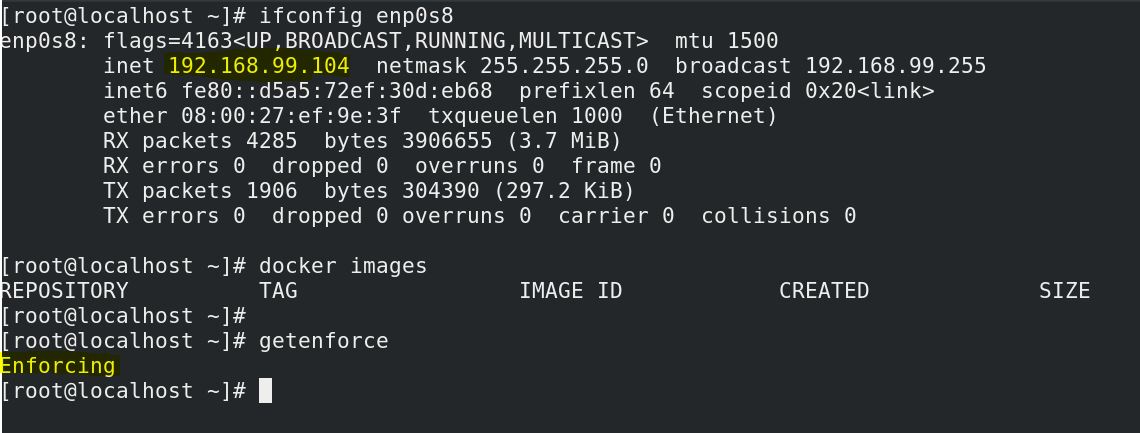 [root@localhost ~]# ifconfig enp0s8
enp0s8: flags=4163<UP,BROADCAST,RUNNING,MULTICAST>  mtu 1500
        inet 192.168.99.104  netmask 255.255.255.0  broadcast 192.168.99.255
        inet6 fe80::d5a5:72ef:30d:eb68  prefixlen 64  scopeid 0x20<link>
        ether 08:00:27:ef:9e:3f  txqueuelen 1000  (Ethernet)
        RX packets 4285  bytes 3906655 (3.7 MiB)
        RX errors 0  dropped 0  overruns 0  frame 0
        TX packets 1906  bytes 304390 (297.2 KiB)
        TX errors 0  dropped 0 overruns 0  carrier 0  collisions 0

[root@localhost ~]# docker images
REPOSITORY          TAG                 IMAGE ID            CREATED             SIZE
[root@localhost ~]#
[root@localhost ~]# getenforce
Enforcing
[root@localhost ~]#